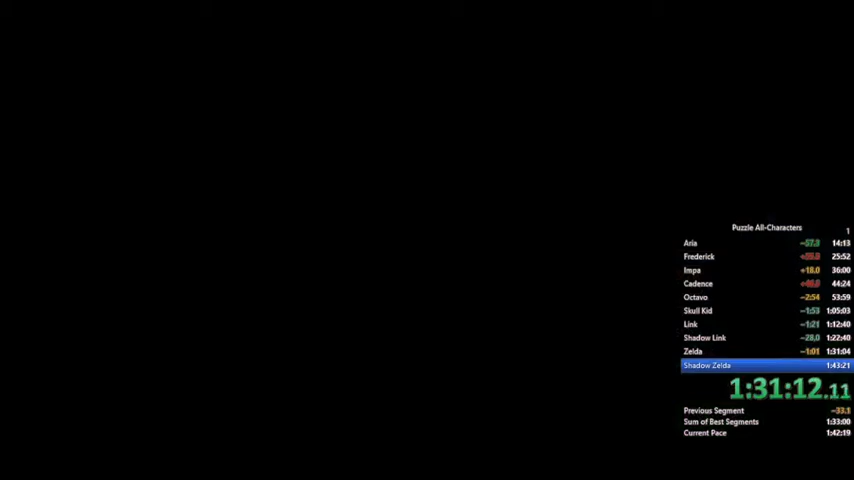 Puzzle All-Characters 1
Aria -57.3 14:13
Frederick 25:52
Impa +18.0 36:00
Cadence 44:24
Octavo -2:54 53:59
Skull Kid -1:53 1:05:03
Link -1:21 1:12:40
Shadow Link -28.0 1:22:40
Zelda -1:01 1:31:04
Shadow Zelda 1:43:21
1:31:12.11
Previous Segment -33.1
Sum of Best Segments 1:33:00
Current Pace 1:42:19